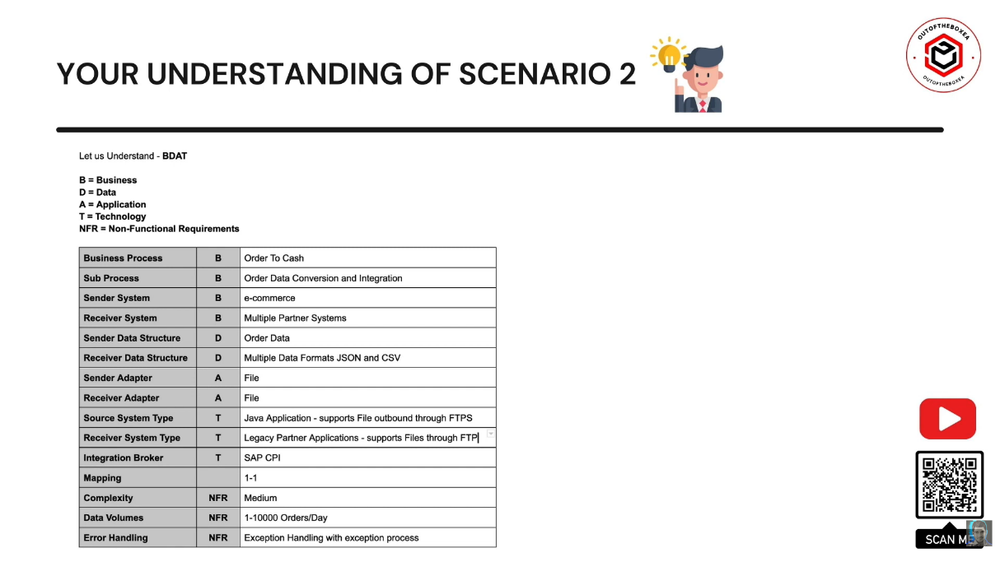 YOUR UNDERSTANDING OF SCENARIO 2
OUTOFTHEBOXEA
OUTOFTHEBOXEA
Let us Understand - BDAT
B = Business
D = Data
A = Application
T = Technology
NFR = Non-Functional Requirements
Business Process B Order To Cash
Sub Process B Order Data Conversion and Integration
Sender System B e-commerce
Receiver System B Multiple Partner Systems
Sender Data Structure D Order Data
Receiver Data Structure D Multiple Data Formats JSON and CSV
Sender Adapter A File
Receiver Adapter A File
Source System Type T Java Application - supports File outbound through FTPS
Receiver System Type T Legacy Partner Applications - supports Files through FTP
Integration Broker T SAP CPI
Mapping 1-1
Complexity NFR Medium
Data Volumes NFR 1-10000 Orders/Day
Error Handling NFR Exception Handling with exception process
SCAN